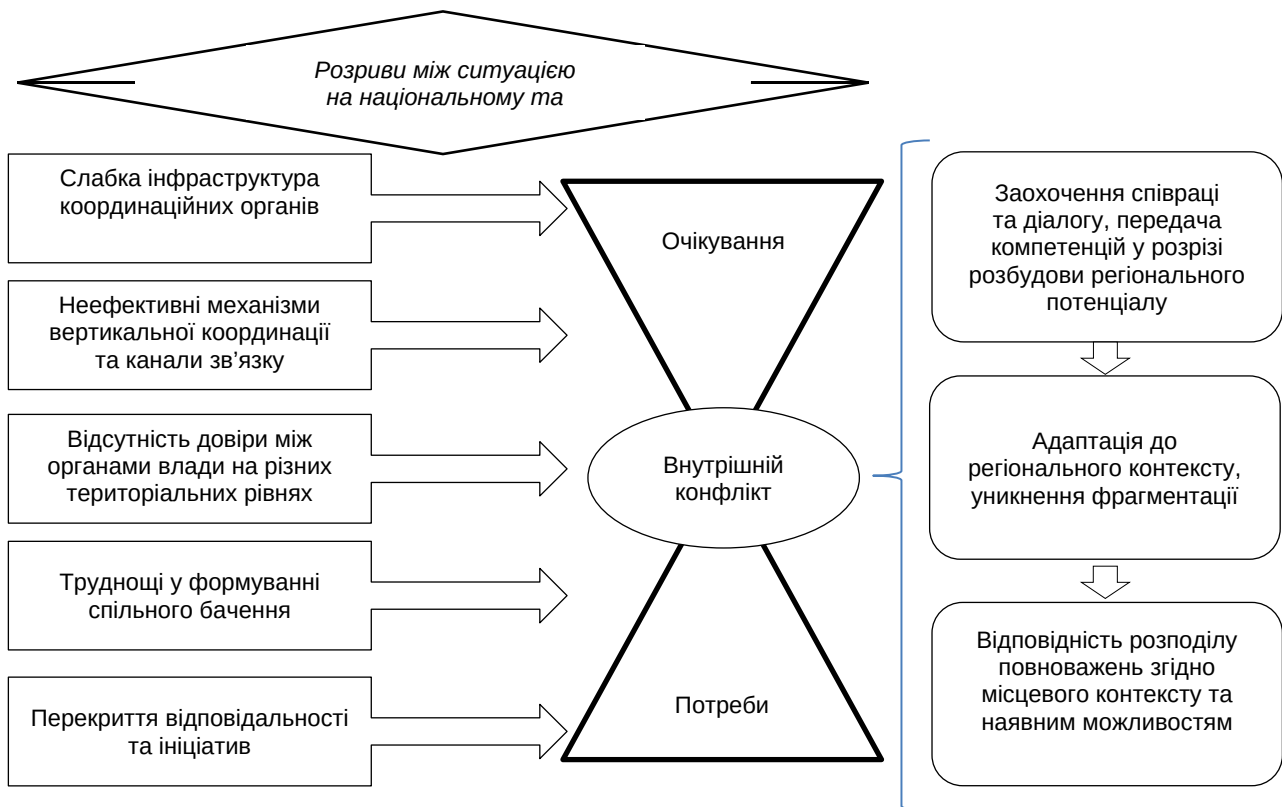 Розриви між ситуацією
на національному та
Слабка інфраструктура
координаційних органів
Неефективні механізми
вертикальної координації
та канали зв’язку
Відсутність довіри між
органами влади на різних
територіальних рівнях
Труднощі у формуванні
спільного бачення
Перекриття відповідальності
та ініціатив
Очікування
Внутрішній
конфлікт
Потреби
Заохочення співраці
та діалогу, передача
компетенцій у розрізі
розбудови регіонального
потенціалу
Адаптація до
регіонального контексту,
уникнення фрагментації
Відповідність розподілу
повноважень згідно
місцевого контексту та
наявним можливостям